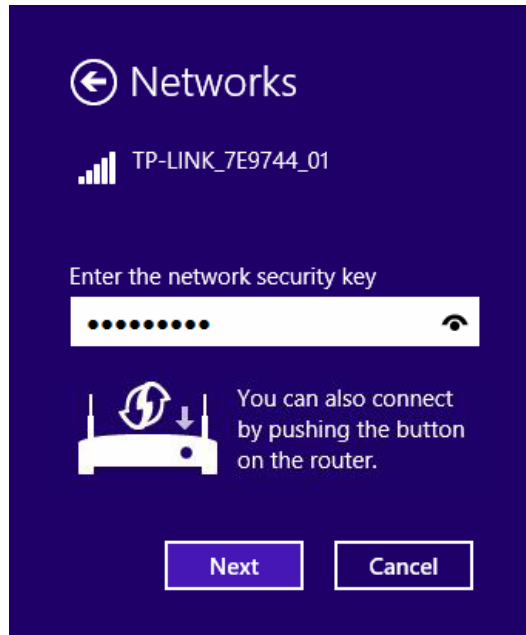 Networks
TP-LINK_7E9744_01
Enter the network security key
•••••••••
You can also connect
by pushing the button
on the router.
Next
Cancel